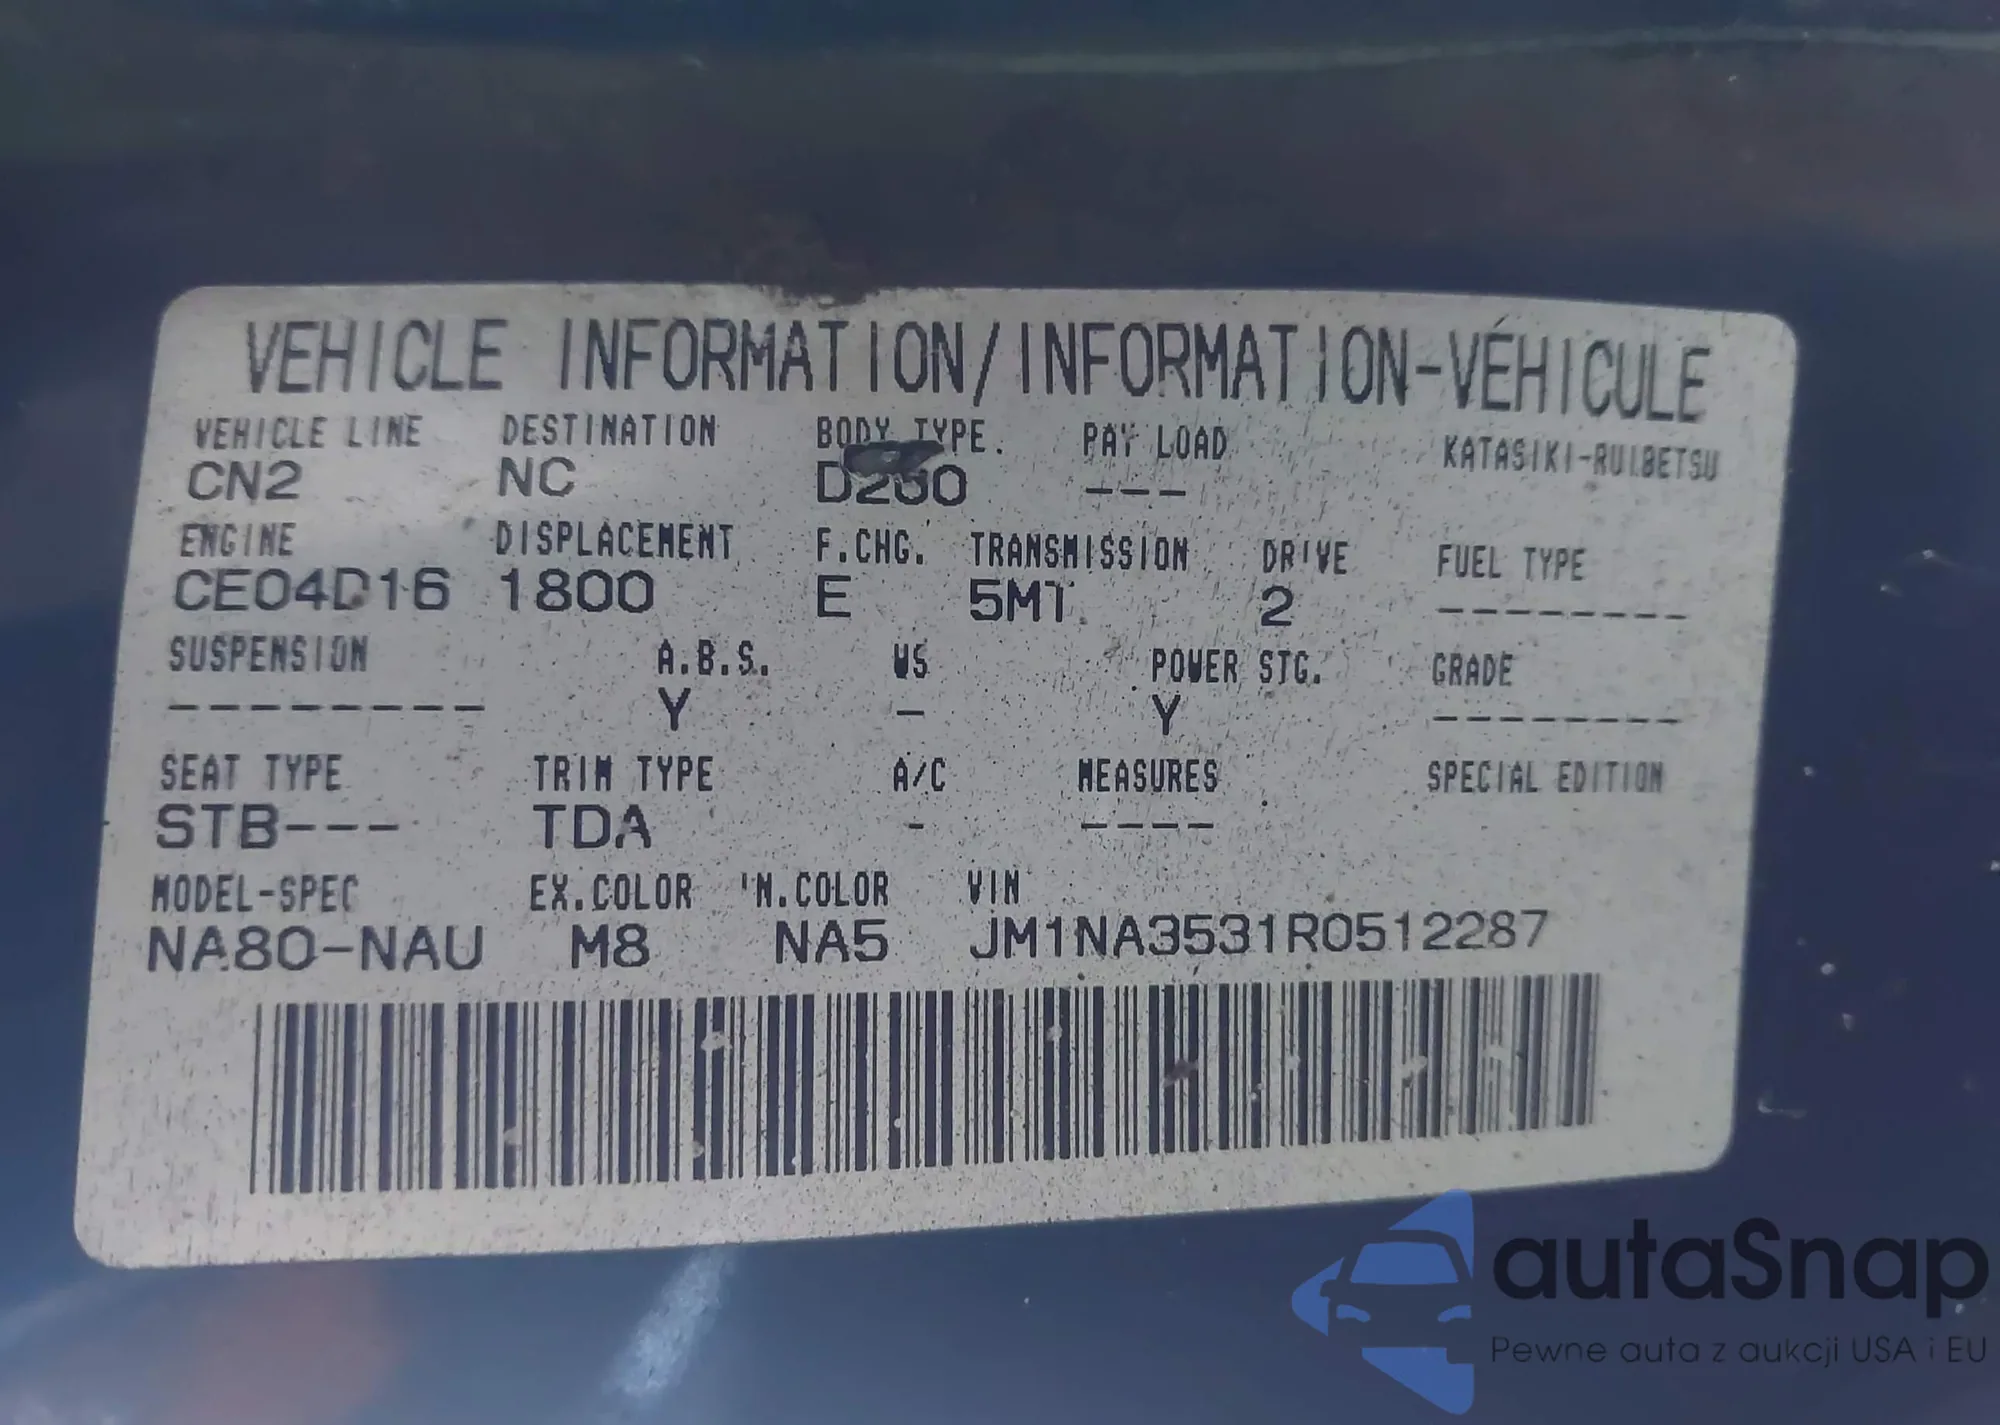 VEHICLE INFORMATION/INFORMATION-VÉHICULE
VEHICLE LINE DESTINATION BODY TYPE. PAY LOAD KATASIKI-RUIBETSU
CN2 NC ---
ENGINE DISPLACEMENT F.CHG. TRANSMISSION DRIVE FUEL TYPE
CE04D16 1800 E 5MT 2 ---------
SUSPENSION A.B.S. WS POWER STG. GRADE
--------- Y - Y ---------
SEAT TYPE TRIM TYPE A/C MEASURES SPECIAL EDITION
STB--- TDA - ----
MODEL-SPEC EX.COLOR IN.COLOR VIN
NA80-NAU M8 NA5 JM1NA3531R0512287
autaSnap
Pewne auta z aukcji USA i EU